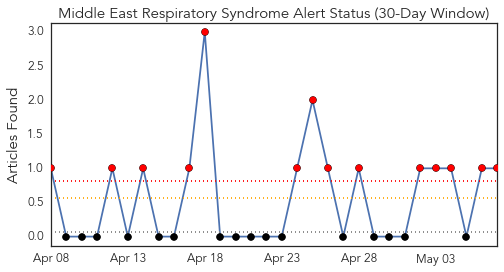 Middle East Respiratory Syndrome Alert Status (30-Day Window)
Articles Found
3.0
2.5
2.0
1.5
1.0
0.5
0.0
Apr 08
Apr 13
Apr 18
Apr 23
Apr 28
May 03